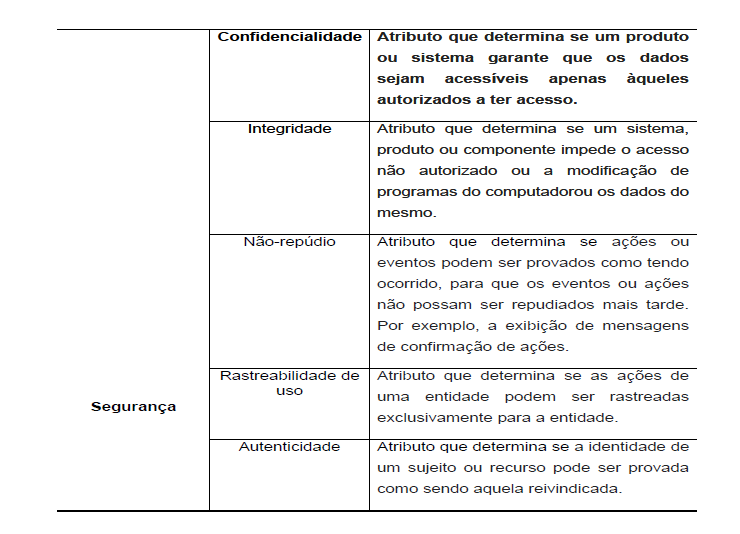 Confidencialidade
Atributo que determina se um produto
ou sistema garante que os dados
sejam acessíveis apenas àqueles
autorizados a ter acesso.
Integridade
Atributo que determina se um sistema,
produto ou componente impede o acesso
não autorizado ou a modificação de
programas do computadorou os dados do
mesmo.
Não-repúdio
Atributo que determina se ações ou
eventos podem ser provados como tendo
ocorrido, para que os eventos ou ações
não possam ser repudiados mais tarde.
Por exemplo, a exibição de mensagens
de confirmação de ações.
Segurança
Rastreabilidade de
uso
Atributo que determina se as ações de
uma entidade podem ser rastreadas
exclusivamente para a entidade.
Autenticidade
Atributo que determina se a identidade de
um sujeito ou recurso pode ser provada
como sendo aquela reivindicada.